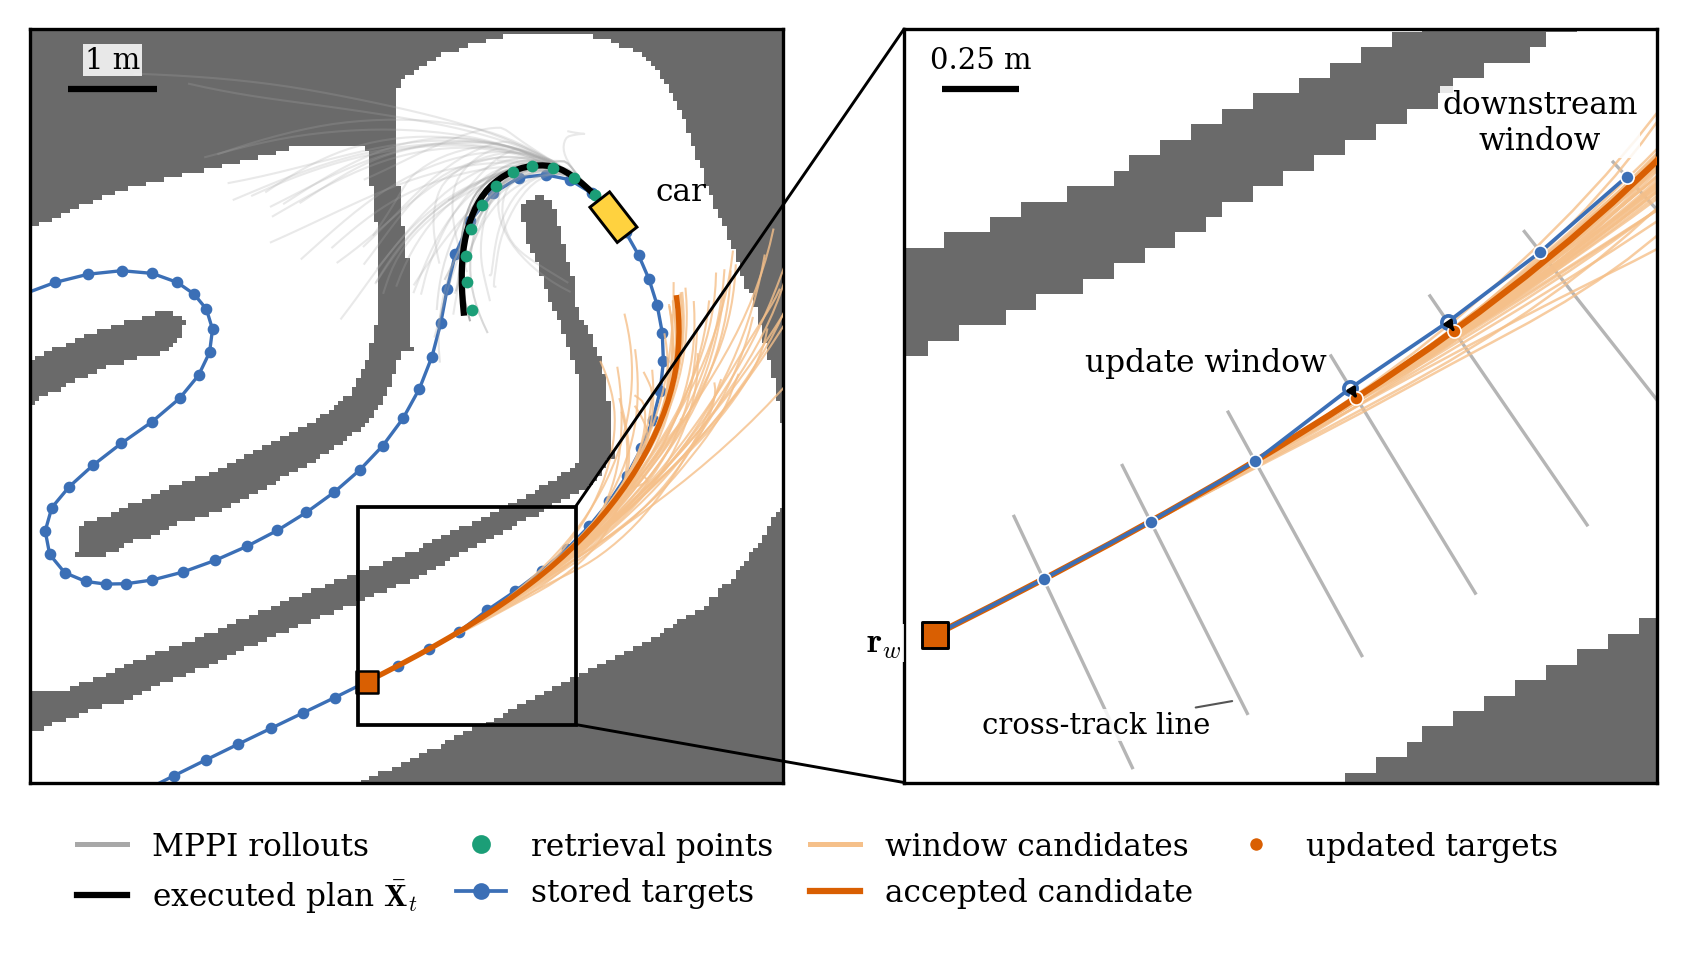 1 m
car
0.25 m
downstream
window
update window
𝐫_w
cross-track line
MPPI rollouts
retrieval points
window candidates
updated targets
executed plan 𝐗̄_t
stored targets
accepted candidate